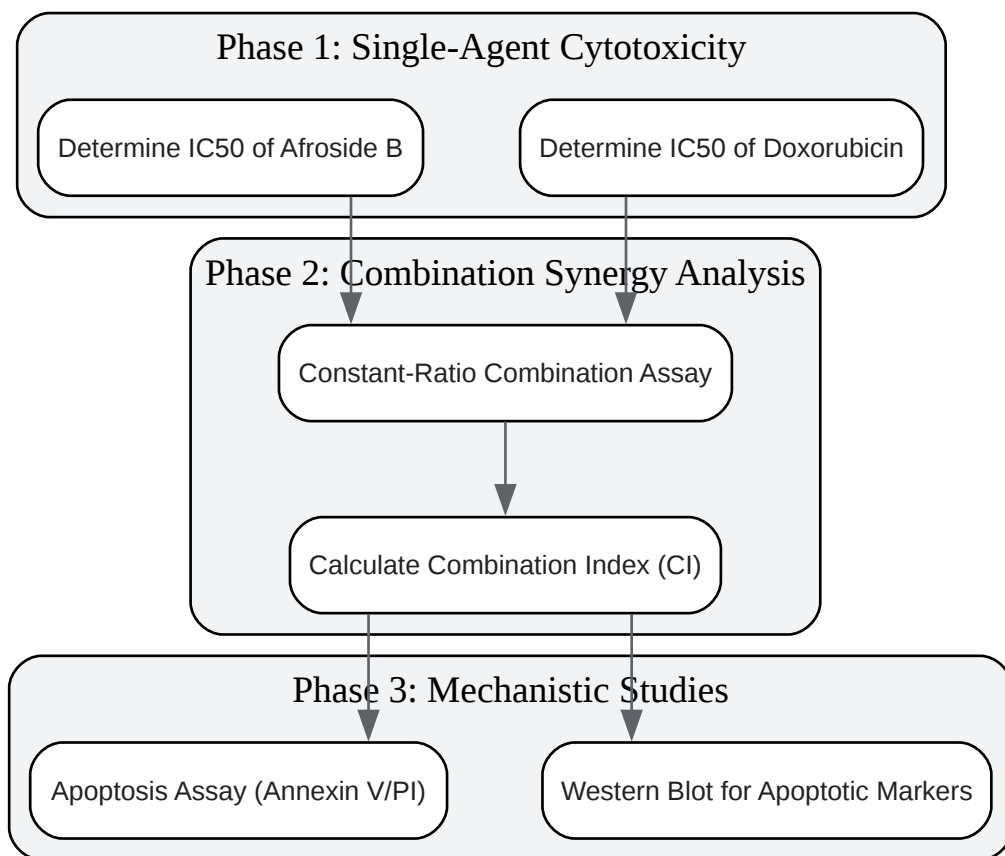 Phase 1: Single-Agent Cytotoxicity
Determine IC50 of Afroside B
Determine IC50 of Doxorubicin
Phase 2: Combination Synergy Analysis
Constant-Ratio Combination Assay
Calculate Combination Index (CI)
Phase 3: Mechanistic Studies
Apoptosis Assay (Annexin V/PI)
Western Blot for Apoptotic Markers